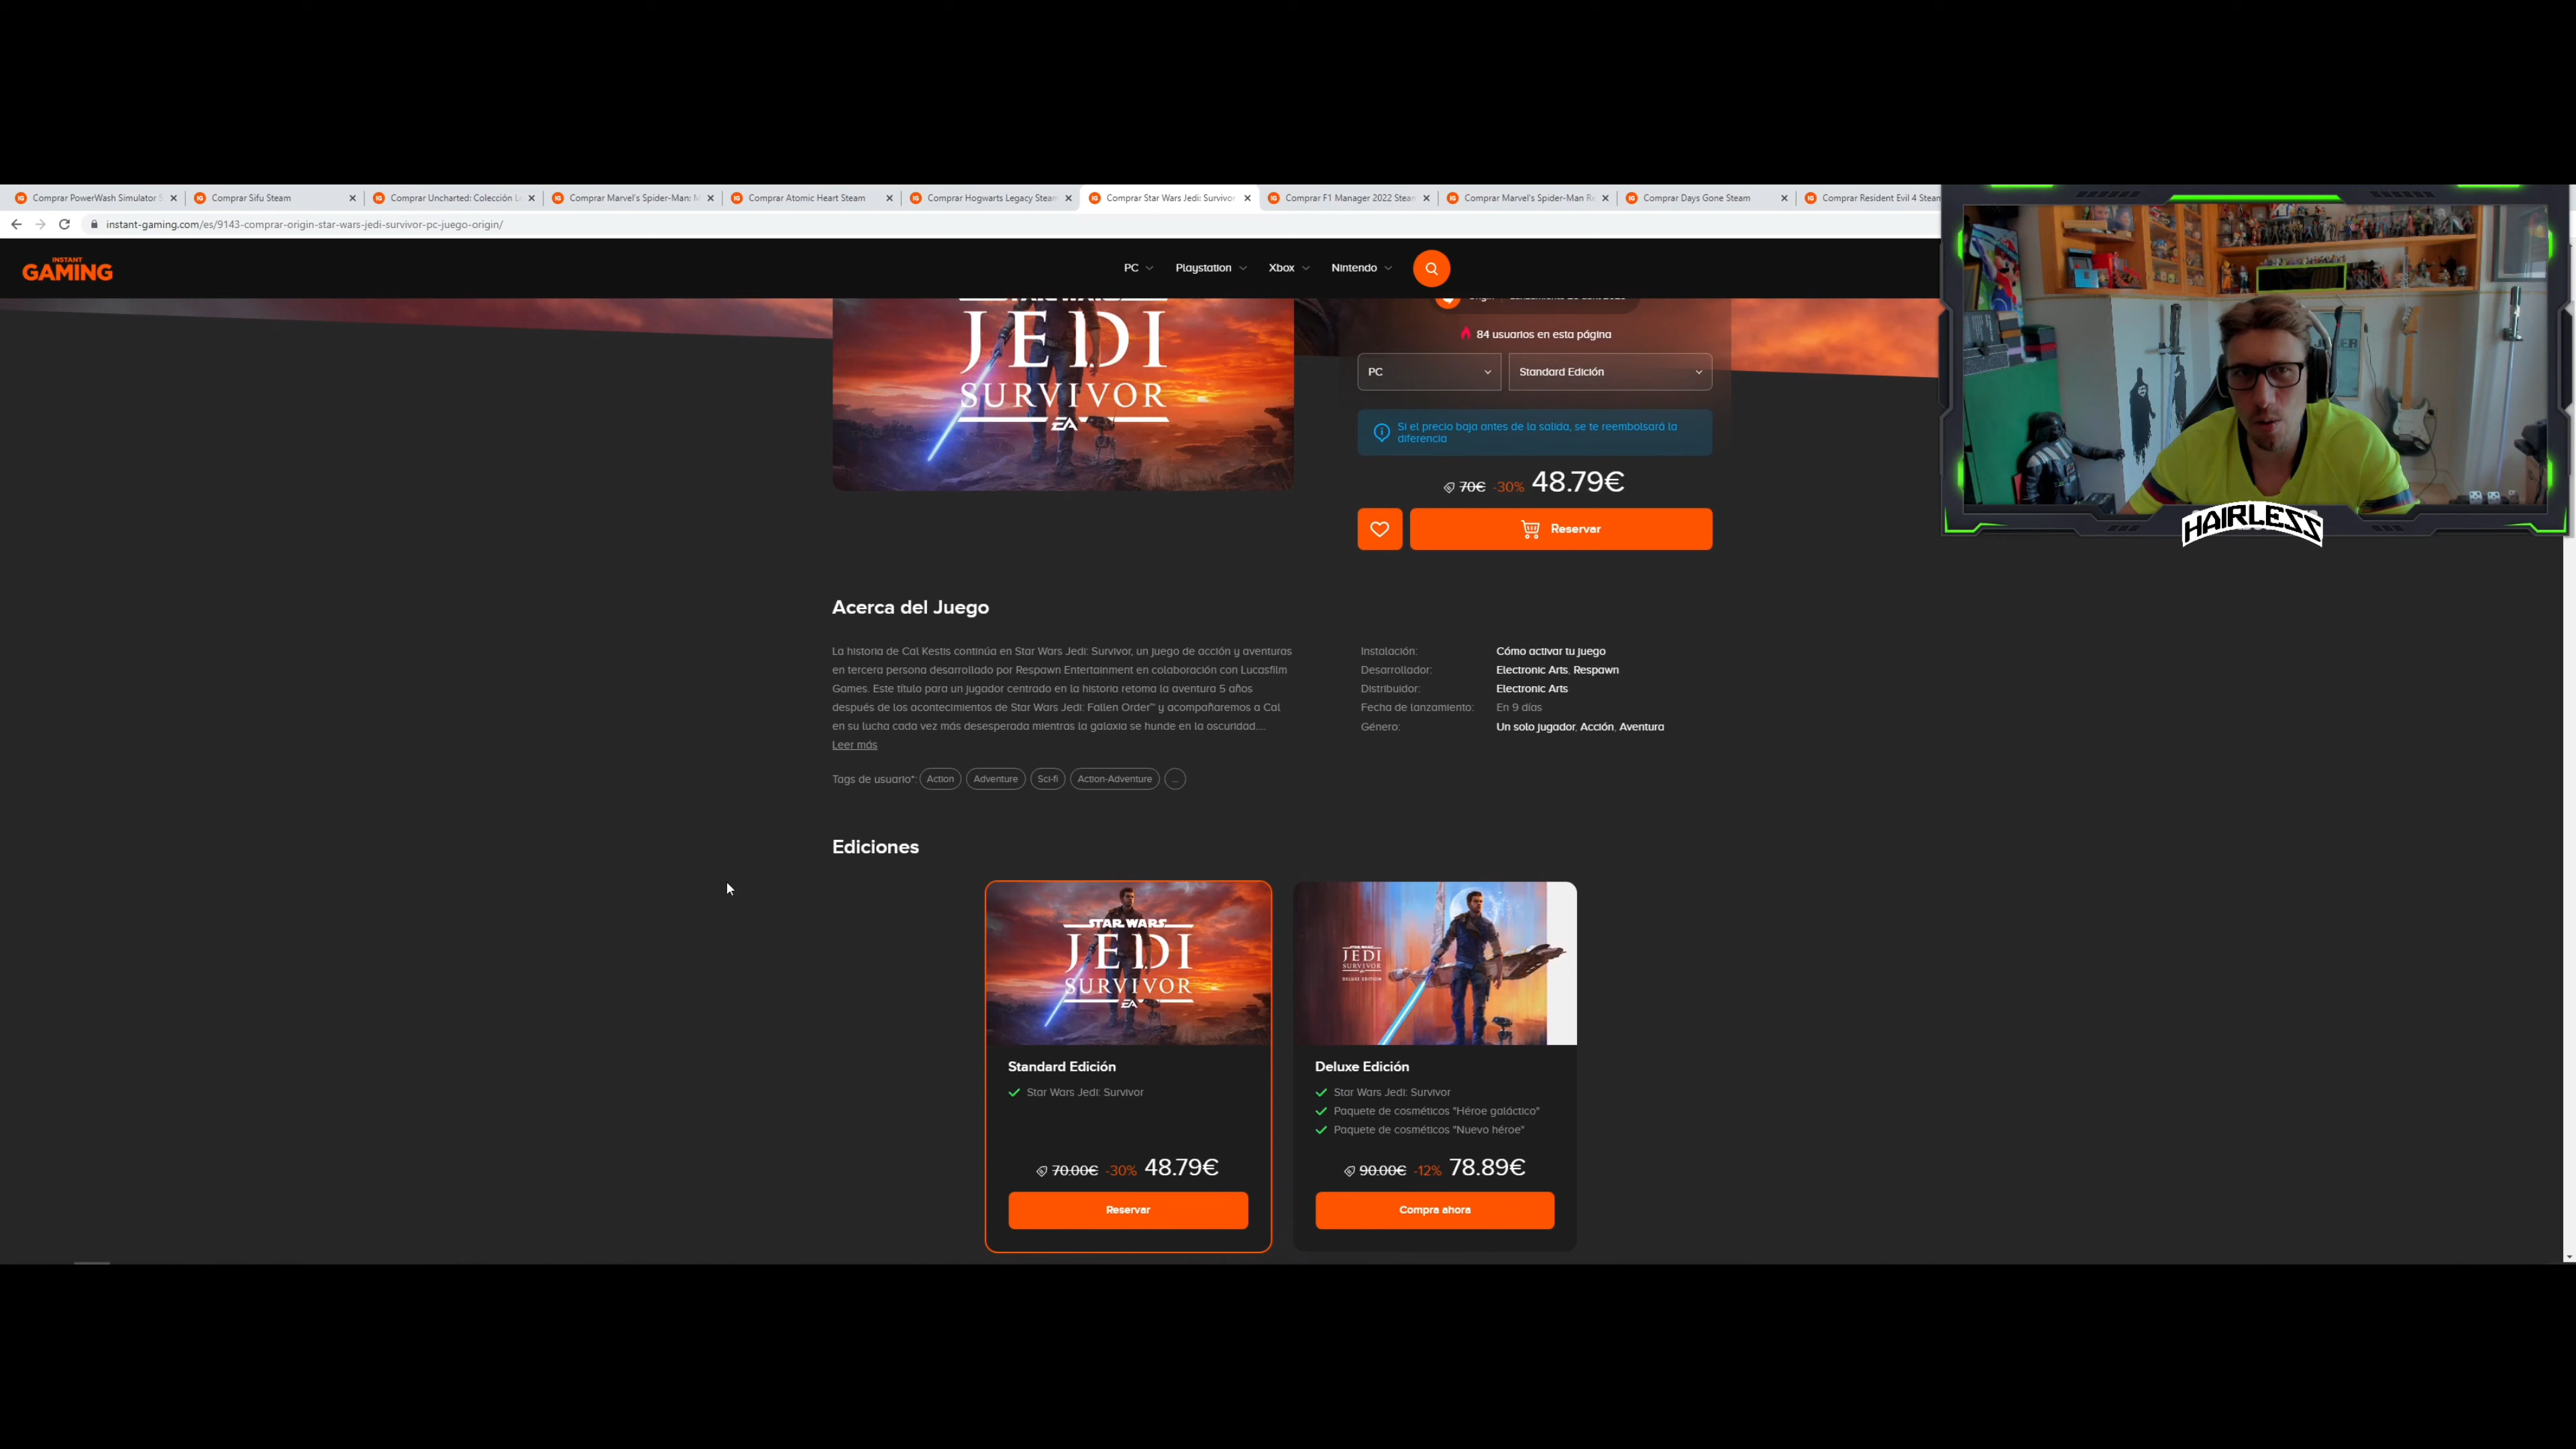 Comprar PowerWash Simulator S
Comprar Sifu Steam
Comprar Uncharted: Colección L
Comprar Marvel's Spider-Man: M
Comprar Atomic Heart Steam
Comprar Hogwarts Legacy Steam
Comprar Star Wars Jedi: Survivor
Comprar F1 Manager 2022 Steam
Comprar Marvel's Spider-Man R
Comprar Days Gone Steam
Comprar Resident Evil 4 Steam
instant-gaming.com/es/9143-comprar-origin-star-wars-jedi-survivor-pc-juego-origin/
INSTANT GAMING
PC
Playstation
Xbox
Nintendo
JEDI
SURVIVOR
EA
84 usuarios en esta página
PC
Standard Edición
Si el precio baja antes de la salida, se te reembolsará la
diferencia
70€ -30% 48.79€
Reservar
HAIRLESS
Acerca del Juego
La historia de Cal Kestis continúa en Star Wars Jedi: Survivor, un juego de acción y aventuras
en tercera persona desarrollado por Respawn Entertainment en colaboración con Lucasfilm
Games. Este título para un jugador centrado en la historia retoma la aventura 5 años
después de los acontecimientos de Star Wars Jedi: Fallen Order™ y acompañaremos a Cal
en su lucha cada vez más desesperada mientras la galaxia se hunde en la oscuridad....
Leer más
Instalación: Cómo activar tu juego
Desarrollador: Electronic Arts, Respawn
Distribuidor: Electronic Arts
Fecha de lanzamiento: En 9 días
Género: Un solo jugador, Acción, Aventura
Tags de usuario*: Action Adventure Sci-fi Action-Adventure ...
Ediciones
STAR WARS
JEDI
SURVIVOR
EA
Standard Edición
Star Wars Jedi: Survivor
70.00€ -30% 48.79€
Reservar
STAR WARS
JEDI
SURVIVOR
DELUXE EDITION
Deluxe Edición
Star Wars Jedi: Survivor
Paquete de cosméticos "Héroe galáctico"
Paquete de cosméticos "Nuevo héroe"
90.00€ -12% 78.89€
Compra ahora